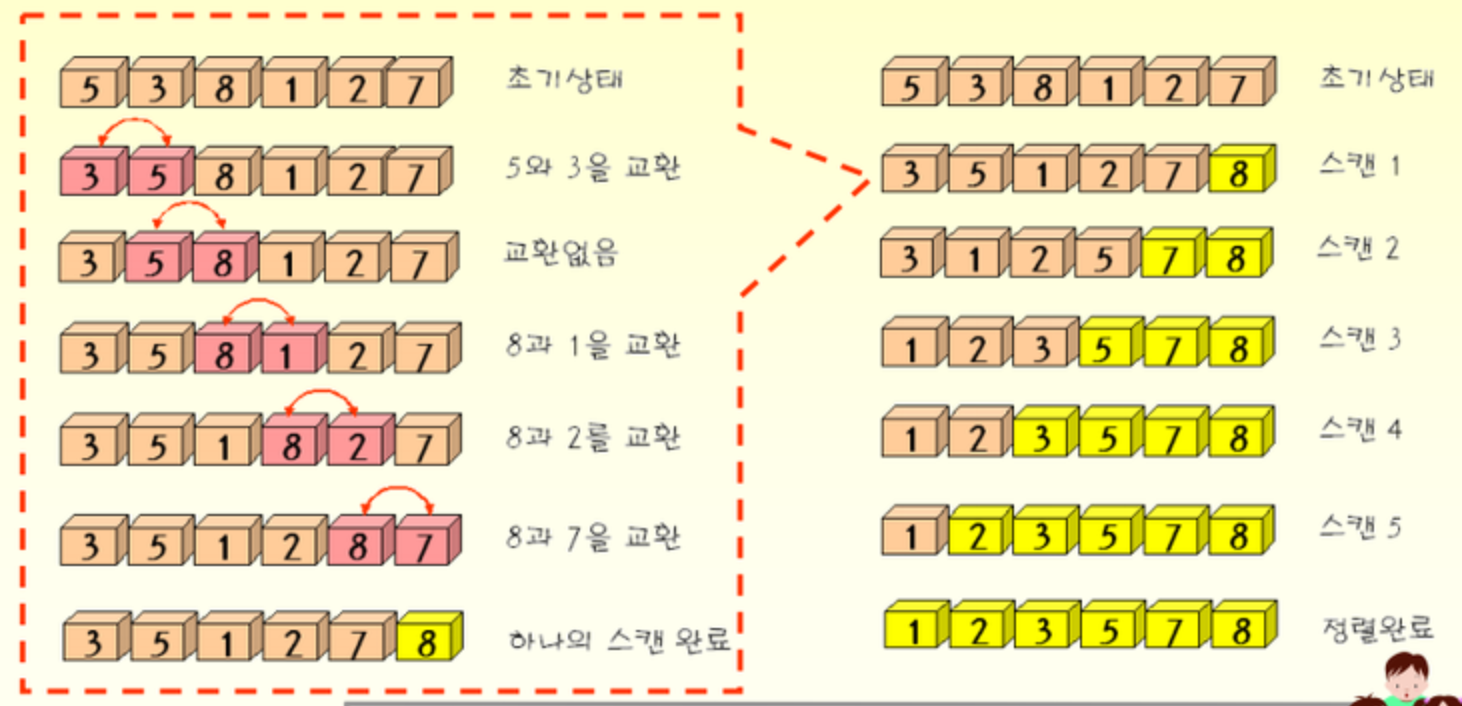 5 3 8 1 2 7 초기상태
3 5 8 1 2 7 5와 3을 교환
3 5 8 1 2 7 교환없음
3 5 8 1 2 7 8과 1을 교환
3 5 1 8 2 7 8과 2를 교환
3 5 1 2 8 7 8과 7을 교환
3 5 1 2 7 8 하나의 스캔 완료
5 3 8 1 2 7 초기상태
3 5 1 2 7 8 스캔 1
3 1 2 5 7 8 스캔 2
1 2 3 5 7 8 스캔 3
1 2 3 5 7 8 스캔 4
1 2 3 5 7 8 스캔 5
1 2 3 5 7 8 정렬완료